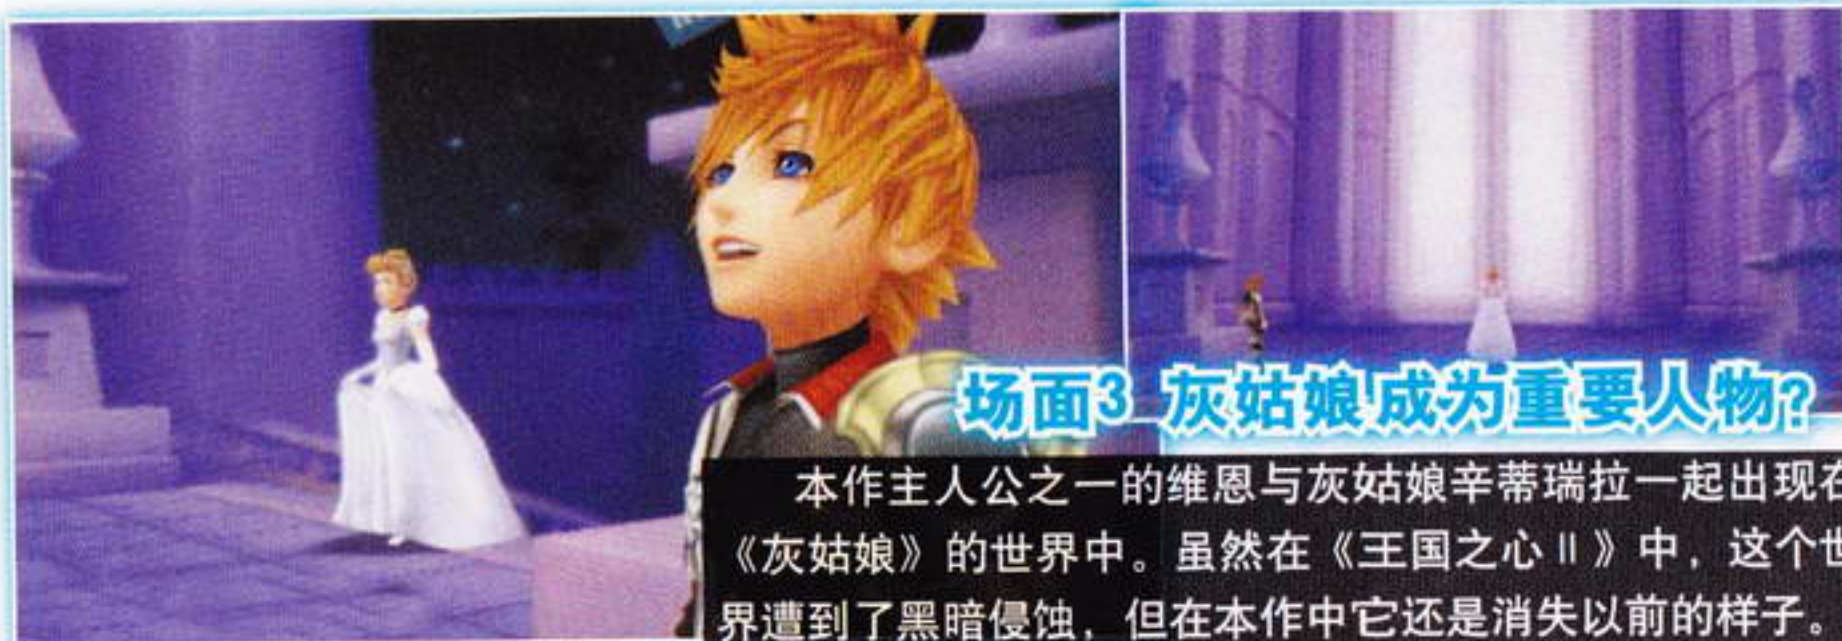 场面3 灰姑娘成为重要人物?
本作主人公之一的维恩与灰姑娘辛蒂瑞拉一起出现在
《灰姑娘》的世界中。虽然在《王国之心Ⅱ》中，这个世
界遭到了黑暗侵蚀，但在本作中它还是消失以前的样子。